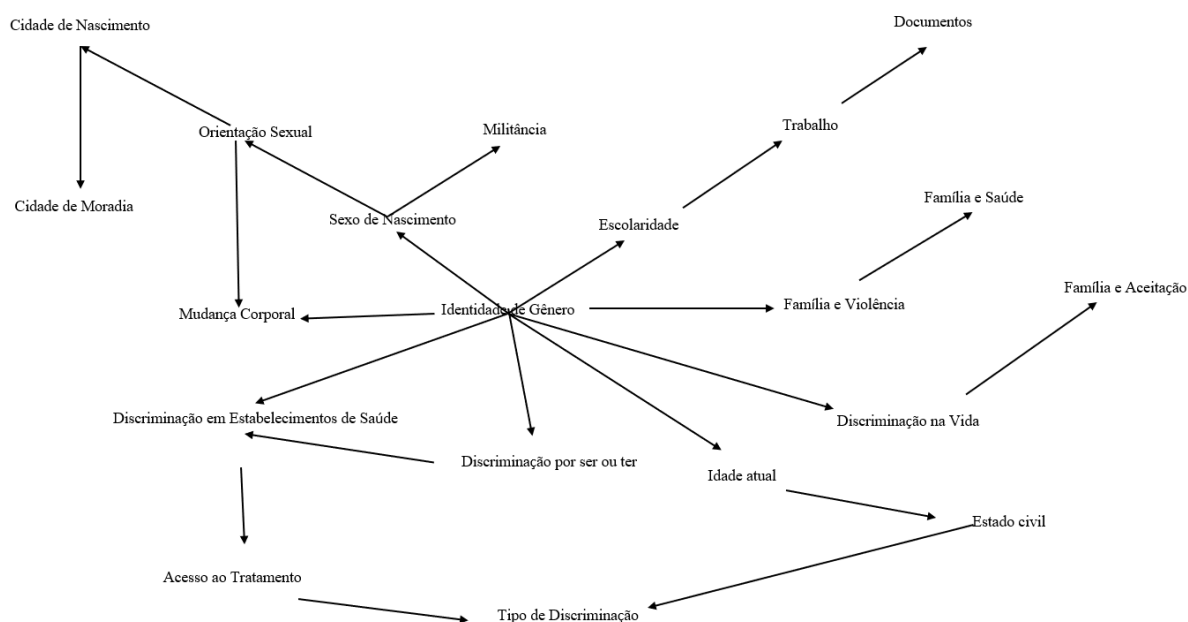 Cidade de Nascimento
Documentos
Orientação Sexual
Militância
Trabalho
Cidade de Moradia
Sexo de Nascimento
Escolaridade
Família e Saúde
Mudança Corporal
Identidade de Gênero
Família e Violência
Família e Aceitação
Discriminação em Estabelecimentos de Saúde
Discriminação na Vida
Discriminação por ser ou ter
Idade atual
Estado civil
Acesso ao Tratamento
Tipo de Discriminação